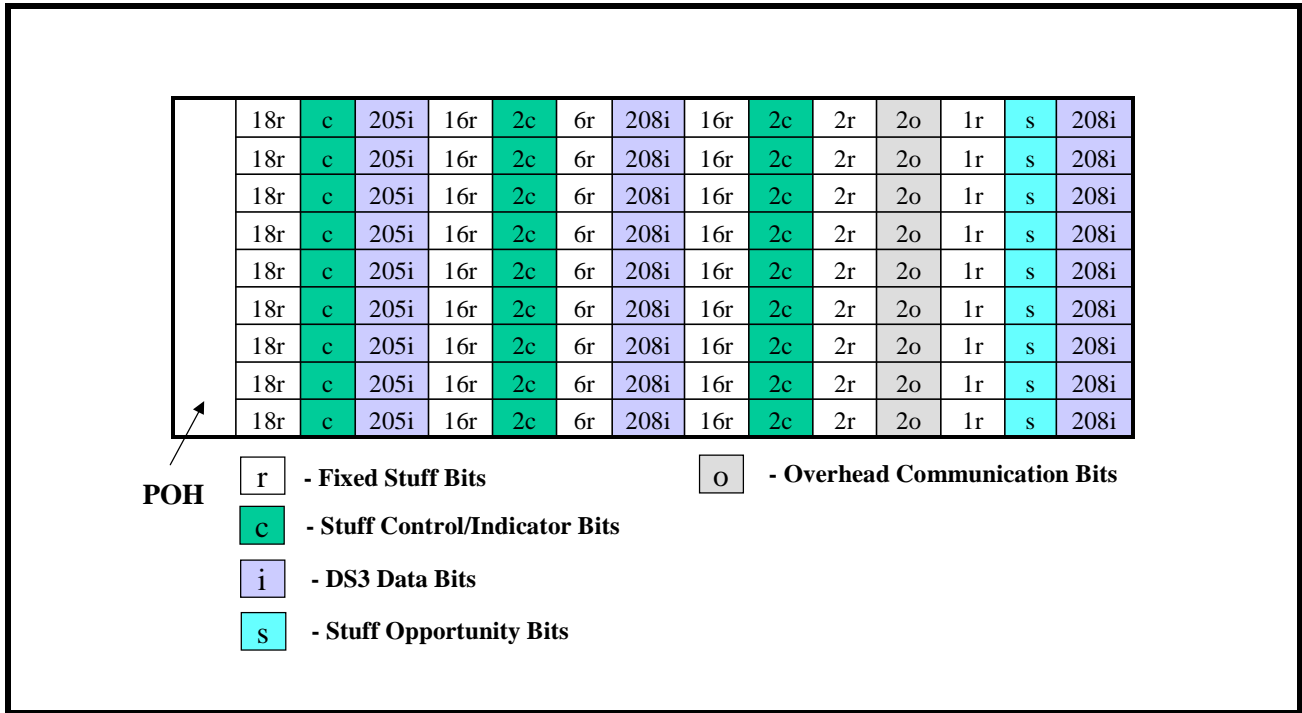 18r c 205i 16r 2c 6r 208i 16r 2c 2r 2o 1r s 208i
18r c 205i 16r 2c 6r 208i 16r 2c 2r 2o 1r s 208i
18r c 205i 16r 2c 6r 208i 16r 2c 2r 2o 1r s 208i
18r c 205i 16r 2c 6r 208i 16r 2c 2r 2o 1r s 208i
18r c 205i 16r 2c 6r 208i 16r 2c 2r 2o 1r s 208i
18r c 205i 16r 2c 6r 208i 16r 2c 2r 2o 1r s 208i
18r c 205i 16r 2c 6r 208i 16r 2c 2r 2o 1r s 208i
18r c 205i 16r 2c 6r 208i 16r 2c 2r 2o 1r s 208i
18r c 205i 16r 2c 6r 208i 16r 2c 2r 2o 1r s 208i
POH
r - Fixed Stuff Bits
o - Overhead Communication Bits
c - Stuff Control/Indicator Bits
i - DS3 Data Bits
s - Stuff Opportunity Bits